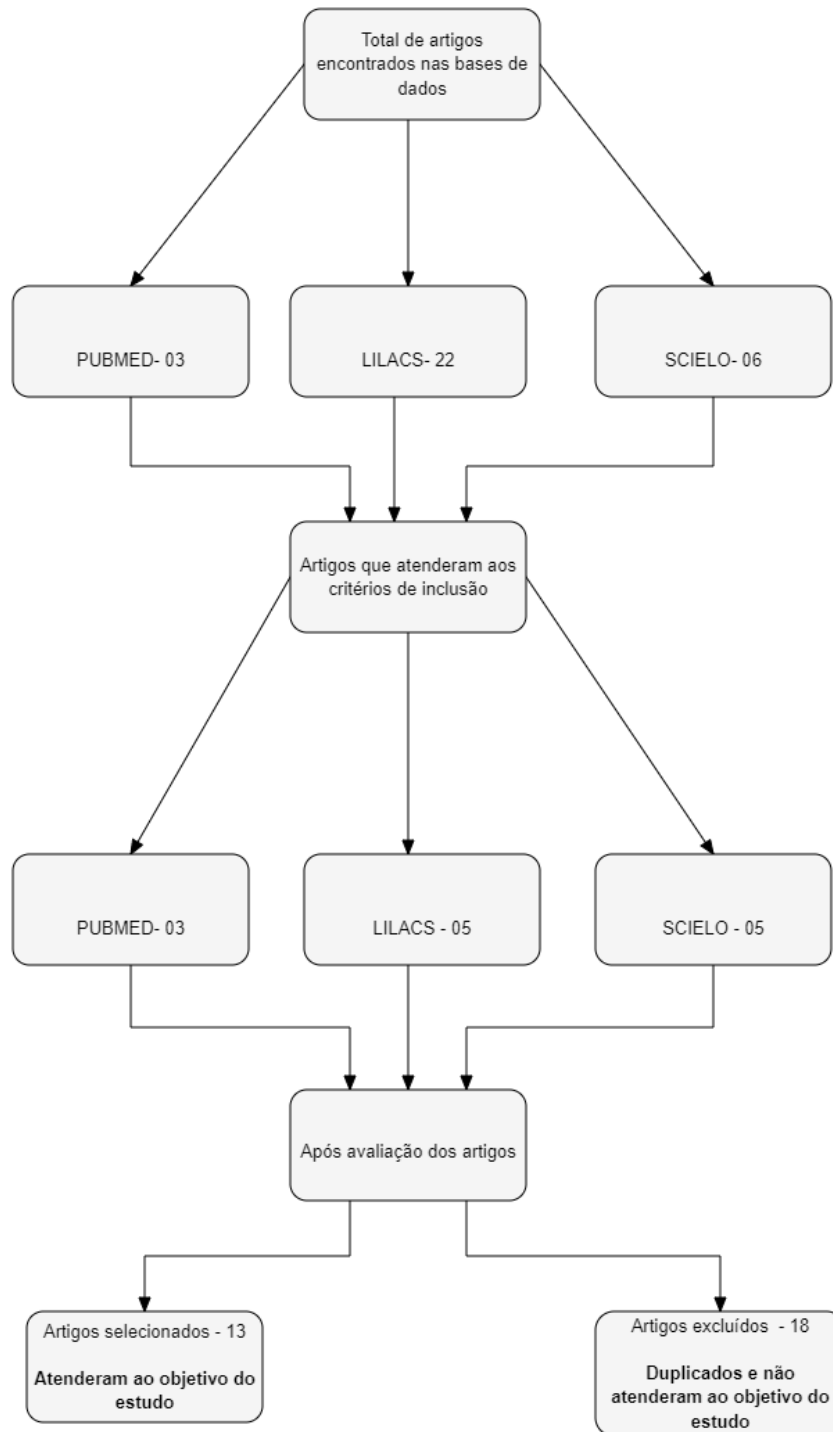 Total de artigos
encontrados nas bases de
dados
PUBMED- 03
LILACS- 22
SCIELO- 06
Artigos que atenderam aos
critérios de inclusão
PUBMED- 03
LILACS - 05
SCIELO - 05
Após avaliação dos artigos
Artigos selecionados - 13
Atenderam ao objetivo do
estudo
Artigos excluídos - 18
Duplicados e não
atenderam ao objetivo do
estudo